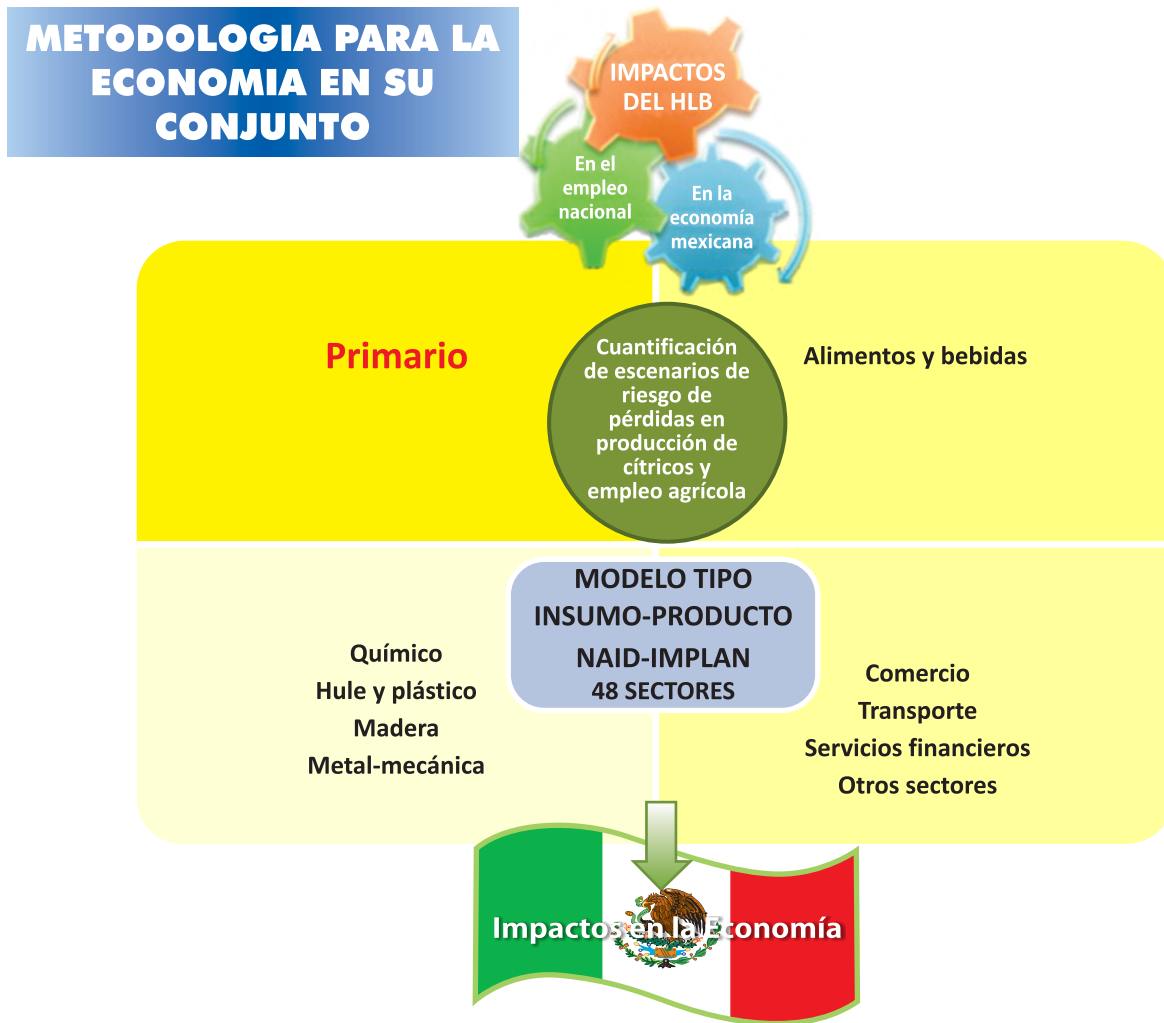 METODOLOGIA PARA LA
ECONOMIA EN SU
CONJUNTO
IMPACTOS
DEL HLB
En el
empleo
nacional
En la
economía
mexicana
Primario
Cuantificación
de escenarios de
riesgo de
pérdidas en
producción de
cítricos y
empleo agrícola
Alimentos y bebidas
MODELO TIPO
INSUMO-PRODUCTO
NAID-IMPLAN
48 SECTORES
Químico
Hule y plástico
Madera
Metal-mecánica
Comercio
Transporte
Servicios financieros
Otros sectores
Impactos en la Economía